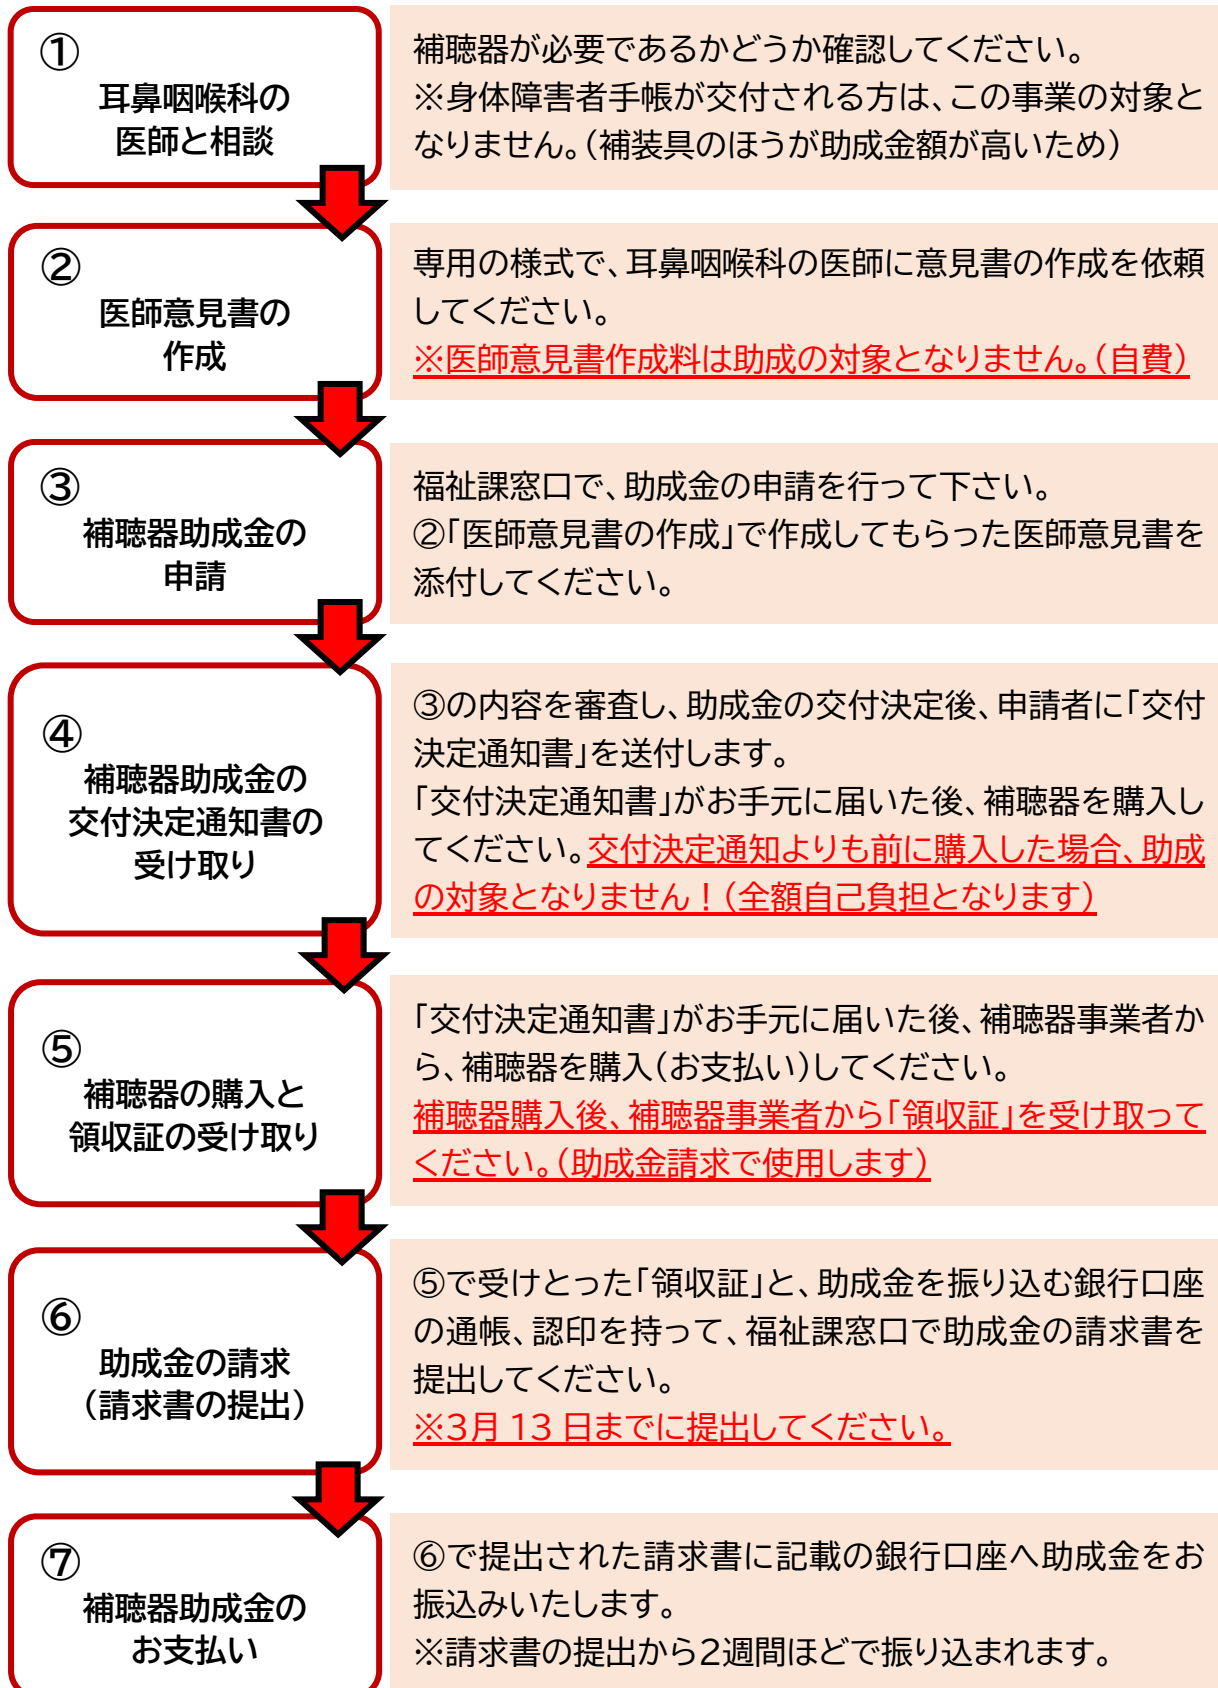 ①
耳鼻咽喉科の
医師と相談
補聴器が必要であるかどうか確認してください。
※身体障害者手帳が交付される方は、この事業の対象と
なりません。（補装具のほうが助成金額が高いため）
②
医師意見書の
作成
専用の様式で、耳鼻咽喉科の医師に意見書の作成を依頼
してください。
※医師意見書作成料は助成の対象となりません。（自費）
③
補聴器助成金の
申請
福祉課窓口で、助成金の申請を行って下さい。
②「医師意見書の作成」で作成してもらった医師意見書を
添付してください。
④
補聴器助成金の
交付決定通知書の
受け取り
③の内容を審査し、助成金の交付決定後、申請者に「交付
決定通知書」を送付します。
「交付決定通知書」がお手元に届いた後、補聴器を購入し
てください。交付決定通知よりも前に購入した場合、助成
の対象となりません！（全額自己負担となります）
⑤
補聴器の購入と
領収証の受け取り
「交付決定通知書」がお手元に届いた後、補聴器事業者か
ら、補聴器を購入（お支払い）してください。
補聴器購入後、補聴器事業者から「領収証」を受け取って
ください。（助成金請求で使用します）
⑥
助成金の請求
（請求書の提出）
⑤で受けとった「領収証」と、助成金を振り込む銀行口座
の通帳、認印を持って、福祉課窓口で助成金の請求書を
提出してください。
※３月 13 日までに提出してください。
⑦
補聴器助成金の
お支払い
⑥で提出された請求書に記載の銀行口座へ助成金をお
振込みいたします。
※請求書の提出から２週間ほどで振り込まれます。